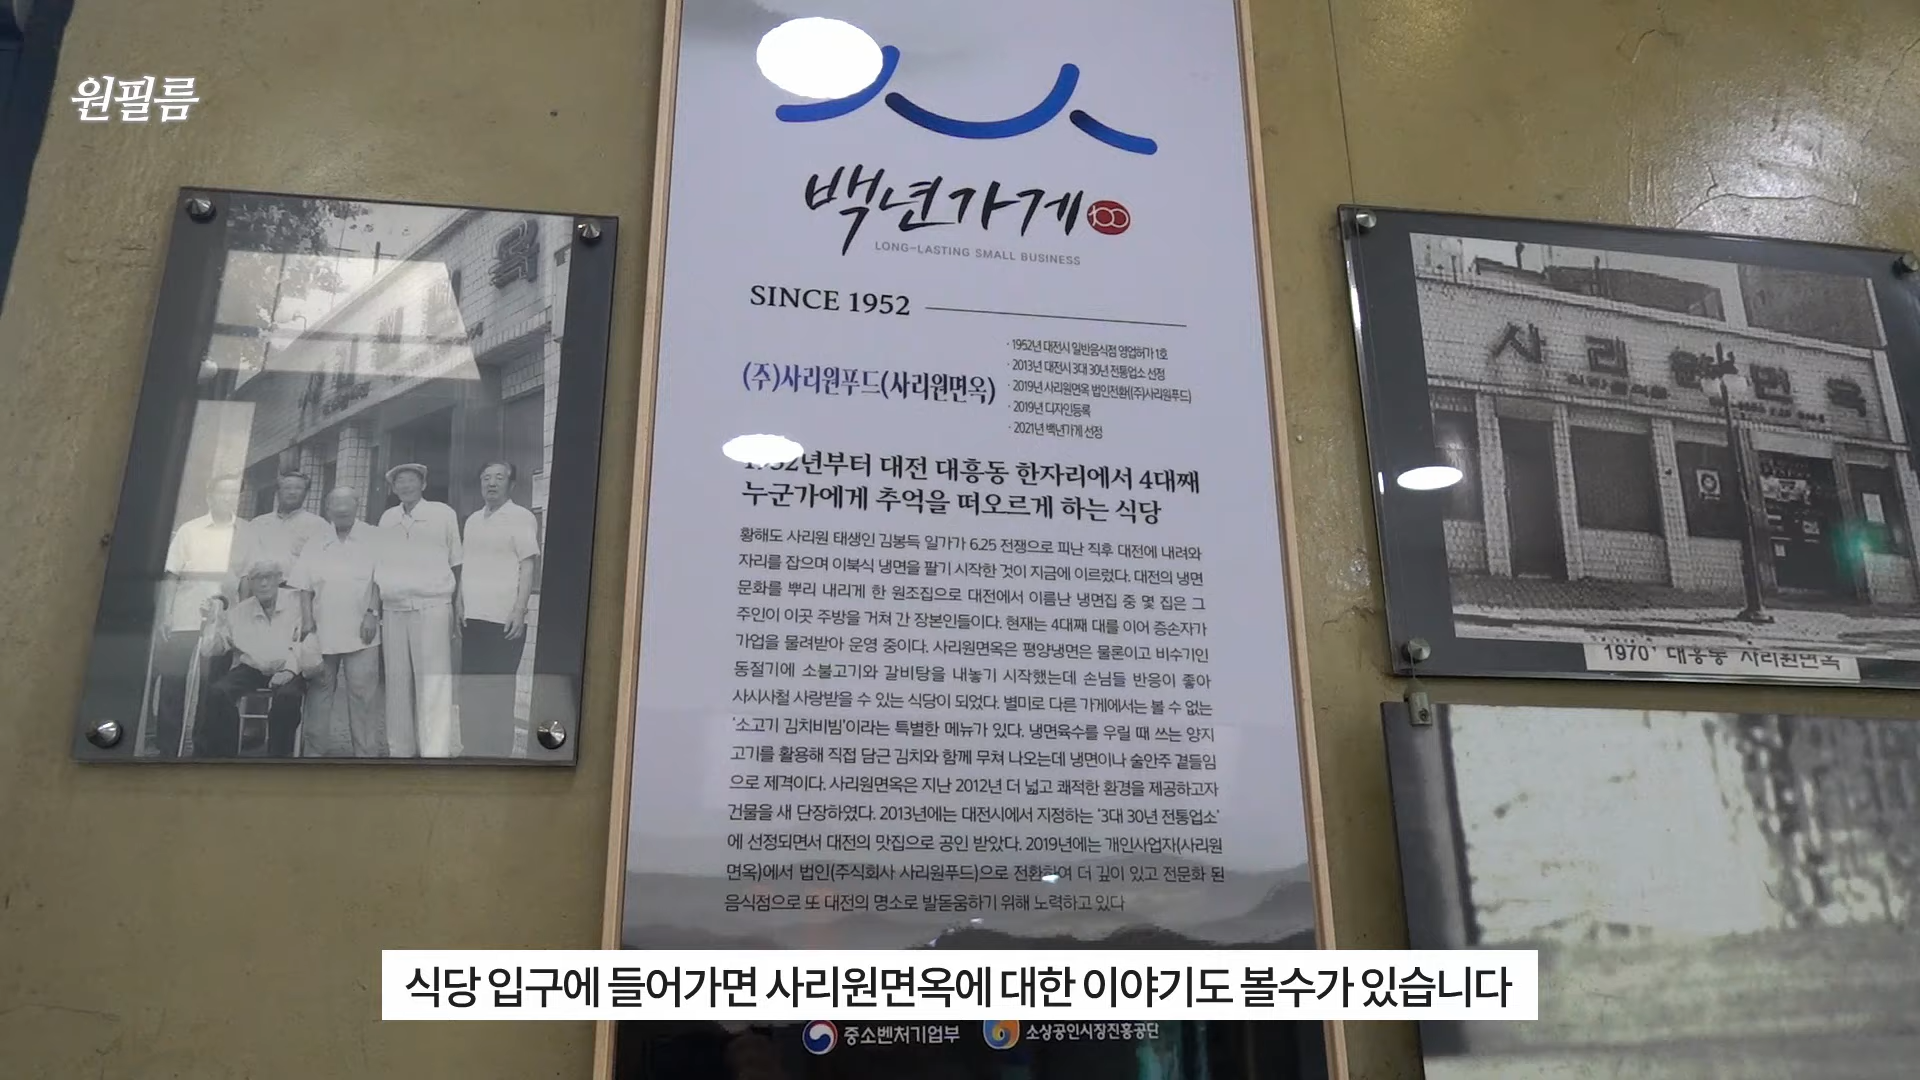 원필름
백년가게
100
LONG-LASTING SMALL BUSINESS
SINCE 1952
(주)사리원푸드(사리원면옥)
· 1952년 대전시 일반음식점 영업허가 1호
· 2013년 대전시 3대 30년 전통업소 선정
· 2019년 사리원면옥 법인전환((주)사리원푸드)
· 2019년 디자인등록
· 2021년 백년가게 선정
1952년부터 대전 대흥동 한자리에서 4대째
누군가에게 추억을 떠오르게 하는 식당
황해도 사리원 태생인 김봉득 일가가 6.25 전쟁으로 피난 직후 대전에 내려와
자리를 잡으며 이북식 냉면을 팔기 시작한 것이 지금에 이르렀다. 대전의 냉면
문화를 뿌리 내리게 한 원조집으로 대전에서 이름난 냉면집 중 몇 집은 그
주인이 이곳 주방을 거쳐 간 장본인들이다. 현재는 4대째 대를 이어 증손자가
가업을 물려받아 운영 중이다. 사리원면옥은 평양냉면은 물론이고 비수기인
동절기에 소불고기와 갈비탕을 내놓기 시작했는데 손님들 반응이 좋아
사시사철 사랑받을 수 있는 식당이 되었다. 별미로 다른 가게에서는 볼 수 없는
'소고기 김치비빔'이라는 특별한 메뉴가 있다. 냉면육수를 우릴 때 쓰는 양지
고기를 활용해 직접 담근 김치와 함께 무쳐 나오는데 냉면이나 술안주 곁들임
으로 제격이다. 사리원면옥은 지난 2012년 더 넓고 쾌적한 환경을 제공하고자
건물을 새 단장하였다. 2013년에는 대전시에서 지정하는 '3대 30년 전통업소'
에 선정되면서 대전의 맛집으로 공인 받았다. 2019년에는 개인사업자(사리원
면옥)에서 법인(주식회사 사리원푸드)으로 전환하여 더 깊이 있고 전문화 된
음식점으로 또 대전의 명소로 발돋움하기 위해 노력하고 있다
옥
사리원면옥
1970' 대흥동 사리원면옥
식당 입구에 들어가면 사리원면옥에 대한 이야기도 볼수가 있습니다
중소벤처기업부
소상공인시장진흥공단